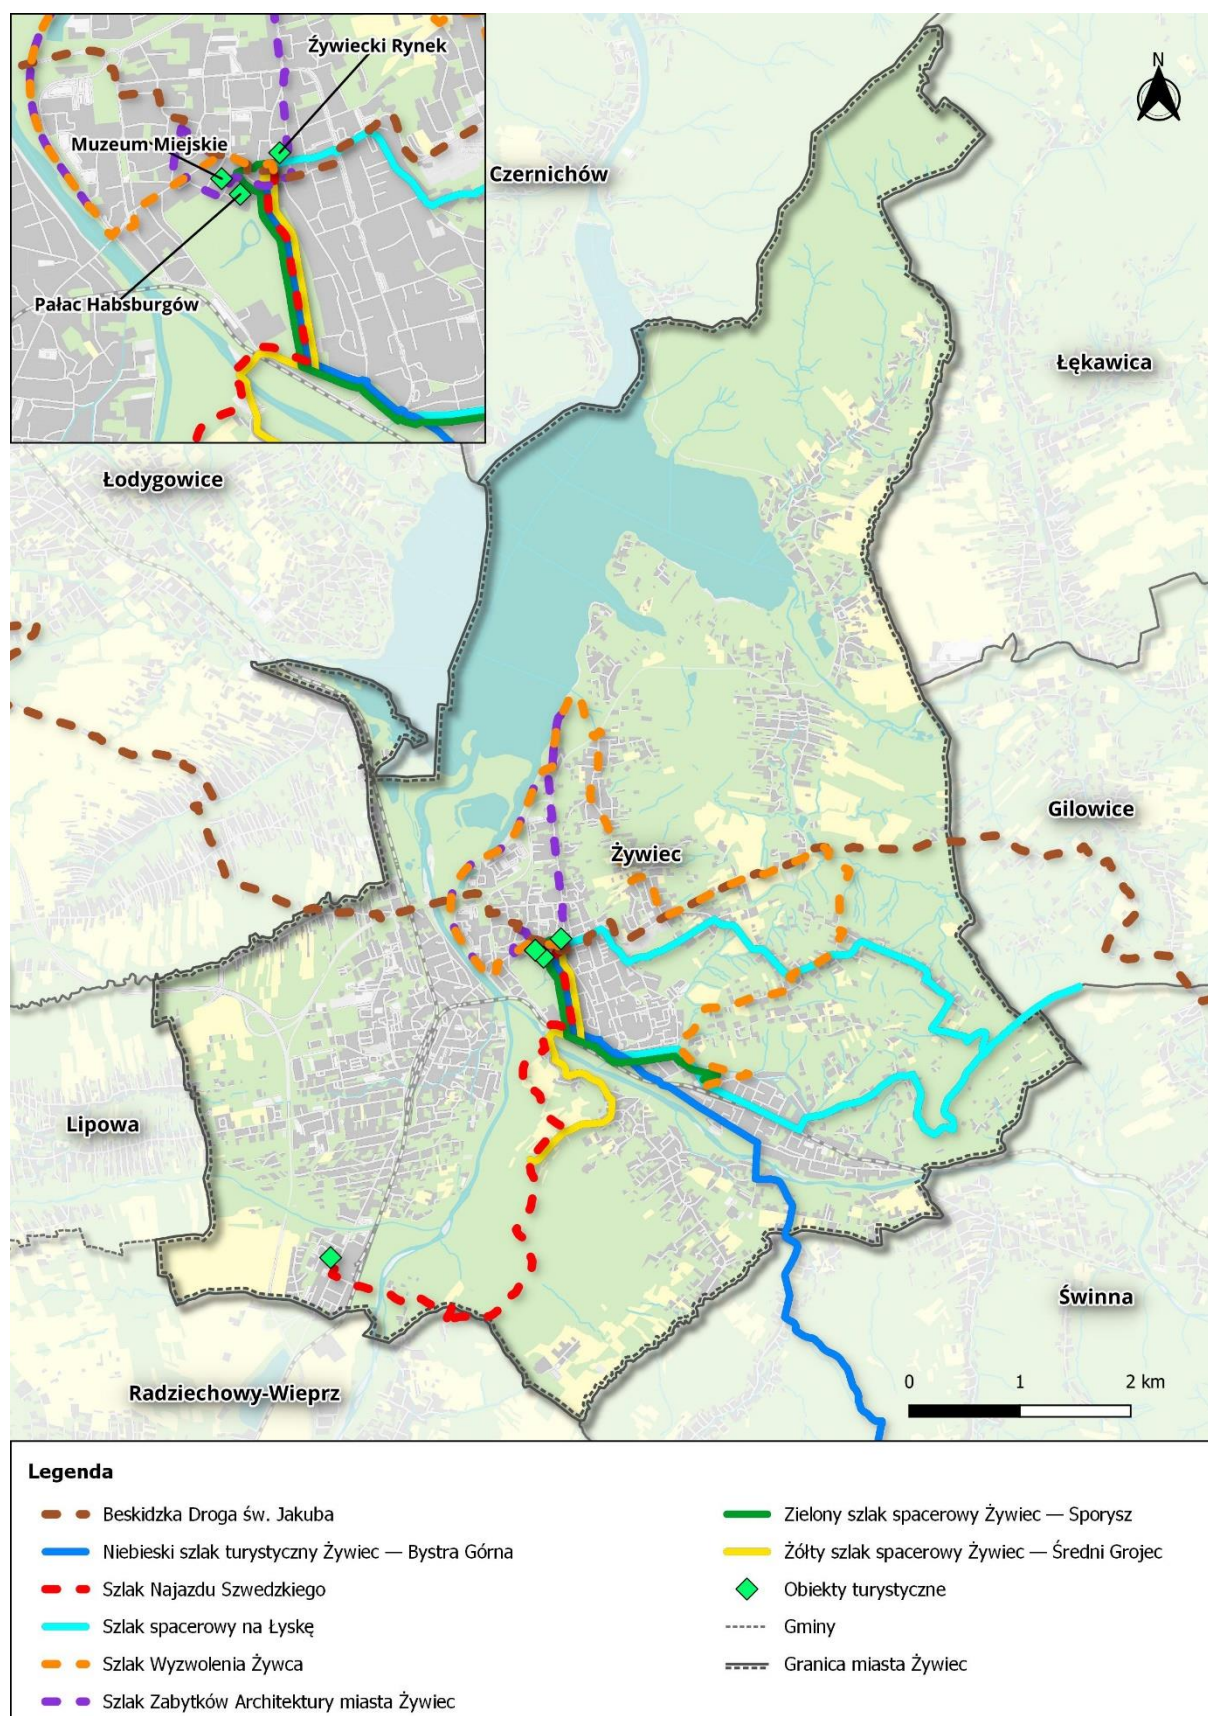 Żywiecki Rynek
Muzeum Miejskie
Pałac Habsburgów
N
Czernichów
Łękawica
Łodygowice
Gilowice
Żywiec
Lipowa
Świnna
Radziechowy-Wieprz
0 1 2 km
Legenda
Beskidzka Droga św. Jakuba
Niebieski szlak turystyczny Żywiec — Bystra Górna
Szlak Najazdu Szwedzkiego
Szlak spacerowy na Łyskę
Szlak Wyzwolenia Żywca
Szlak Zabytków Architektury miasta Żywiec
Zielony szlak spacerowy Żywiec — Sporysz
Żółty szlak spacerowy Żywiec — Średni Grojec
Obiekty turystyczne
Gminy
Granica miasta Żywiec